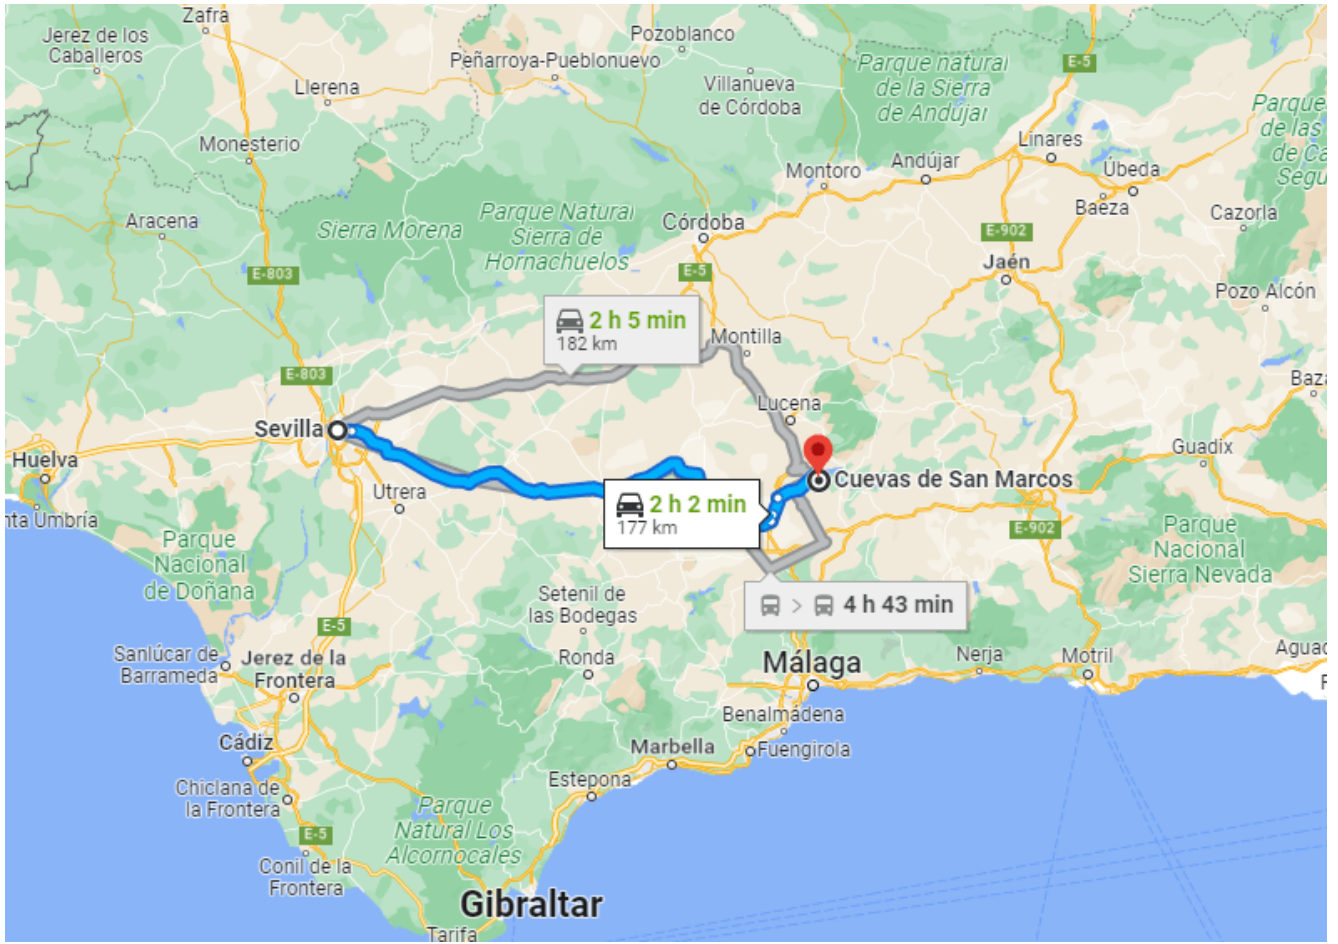 Zafra
Jerez de los
Caballeros
Pozoblanco
Peñarroya-Pueblonuevo
Llerena
Villanueva
de Córdoba
Parque natural
de la Sierra
de Andújar
E-5
Parque
de las
de Ca
Segu
Monesterio
Linares
Andújar
Montoro
Úbeda
Baeza
Aracena
Sierra Morena
Parque Natural
Sierra de
Hornachuelos
Córdoba
Cazorla
E-902
Jaén
E-803
E-5
Pozo Alcón
2 h 5 min
182 km
Montilla
E-803
Baza
Lucena
Sevilla
Huelva
Guadix
Cuevas de San Marcos
Utrera
2 h 2 min
177 km
nta Umbría
E-902
Parque
Nacional
de Doñana
Parque
Nacional
Sierra Nevada
Setenil de
las Bodegas
4 h 43 min
E-5
Sanlúcar de
Barrameda
Jerez de la
Frontera
Ronda
Málaga
Nerja
Motril
Aguad
F
Benalmádena
Cádiz
Marbella
Fuengirola
Estepona
Chiclana de
la Frontera
Parque
Natural Los
Alcornocales
E-5
Conil de la
Frontera
Gibraltar
Tarifa